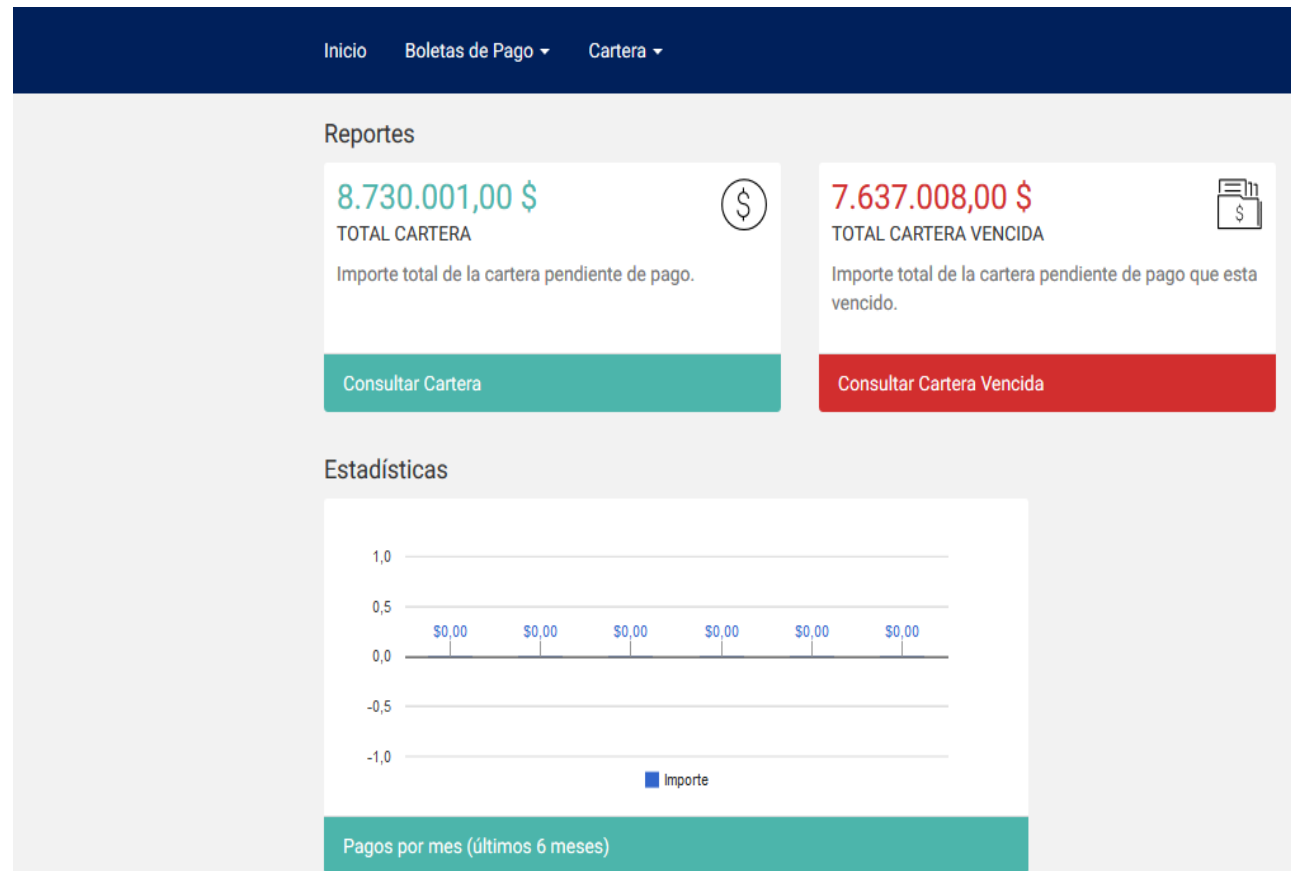 Inicio Boletas de Pago Cartera
Reportes
8.730.001,00 $
TOTAL CARTERA
Importe total de la cartera pendiente de pago.
Consultar Cartera
7.637.008,00 $
TOTAL CARTERA VENCIDA
Importe total de la cartera pendiente de pago que esta
vencido.
Consultar Cartera Vencida
Estadísticas
1,0
0,5
$0,00 $0,00 $0,00 $0,00 $0,00 $0,00
0,0
-0,5
-1,0
Importe
Pagos por mes (últimos 6 meses)